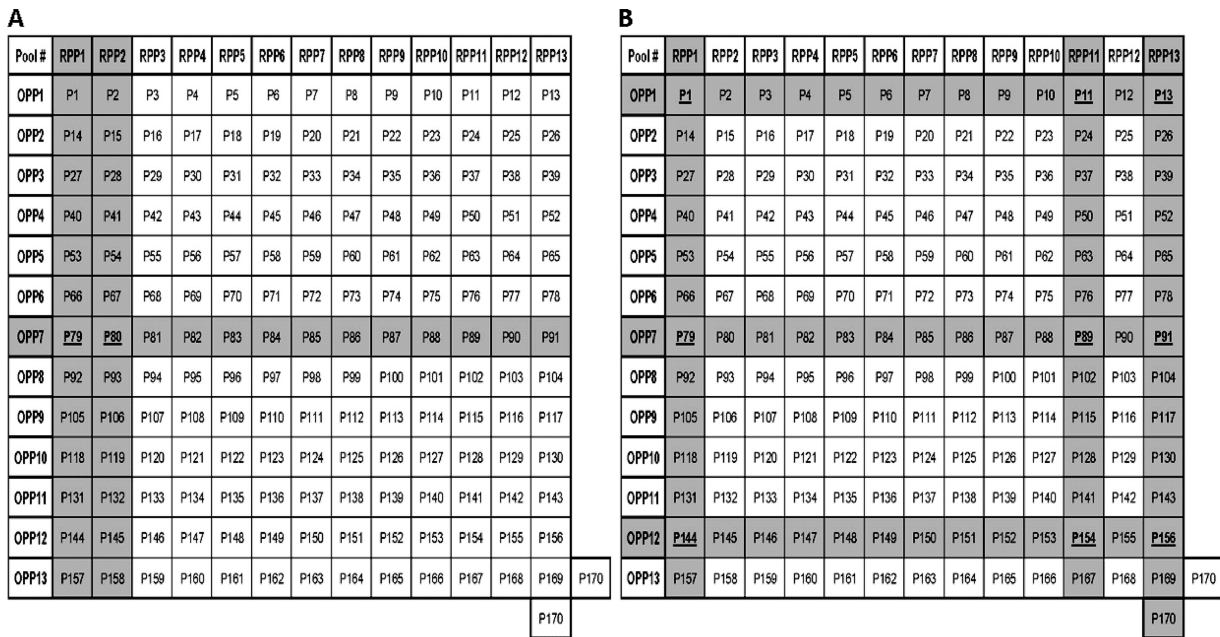 A
Pool # RPP1 RPP2 RPP3 RPP4 RPP5 RPP6 RPP7 RPP8 RPP9 RPP10 RPP11 RPP12 RPP13
OPP1 P1 P2 P3 P4 P5 P6 P7 P8 P9 P10 P11 P12 P13
OPP2 P14 P15 P16 P17 P18 P19 P20 P21 P22 P23 P24 P25 P26
OPP3 P27 P28 P29 P30 P31 P32 P33 P34 P35 P36 P37 P38 P39
OPP4 P40 P41 P42 P43 P44 P45 P46 P47 P48 P49 P50 P51 P52
OPP5 P53 P54 P55 P56 P57 P58 P59 P60 P61 P62 P63 P64 P65
OPP6 P66 P67 P68 P69 P70 P71 P72 P73 P74 P75 P76 P77 P78
OPP7 P79 P80 P81 P82 P83 P84 P85 P86 P87 P88 P89 P90 P91
OPP8 P92 P93 P94 P95 P96 P97 P98 P99 P100 P101 P102 P103 P104
OPP9 P105 P106 P107 P108 P109 P110 P111 P112 P113 P114 P115 P116 P117
OPP10 P118 P119 P120 P121 P122 P123 P124 P125 P126 P127 P128 P129 P130
OPP11 P131 P132 P133 P134 P135 P136 P137 P138 P139 P140 P141 P142 P143
OPP12 P144 P145 P146 P147 P148 P149 P150 P151 P152 P153 P154 P155 P156
OPP13 P157 P158 P159 P160 P161 P162 P163 P164 P165 P166 P167 P168 P169 P170
P170
B
Pool # RPP1 RPP2 RPP3 RPP4 RPP5 RPP6 RPP7 RPP8 RPP9 RPP10 RPP11 RPP12 RPP13
OPP1 P1 P2 P3 P4 P5 P6 P7 P8 P9 P10 P11 P12 P13
OPP2 P14 P15 P16 P17 P18 P19 P20 P21 P22 P23 P24 P25 P26
OPP3 P27 P28 P29 P30 P31 P32 P33 P34 P35 P36 P37 P38 P39
OPP4 P40 P41 P42 P43 P44 P45 P46 P47 P48 P49 P50 P51 P52
OPP5 P53 P54 P55 P56 P57 P58 P59 P60 P61 P62 P63 P64 P65
OPP6 P66 P67 P68 P69 P70 P71 P72 P73 P74 P75 P76 P77 P78
OPP7 P79 P80 P81 P82 P83 P84 P85 P86 P87 P88 P89 P90 P91
OPP8 P92 P93 P94 P95 P96 P97 P98 P99 P100 P101 P102 P103 P104
OPP9 P105 P106 P107 P108 P109 P110 P111 P112 P113 P114 P115 P116 P117
OPP10 P118 P119 P120 P121 P122 P123 P124 P125 P126 P127 P128 P129 P130
OPP11 P131 P132 P133 P134 P135 P136 P137 P138 P139 P140 P141 P142 P143
OPP12 P144 P145 P146 P147 P148 P149 P150 P151 P152 P153 P154 P155 P156
OPP13 P157 P158 P159 P160 P161 P162 P163 P164 P165 P166 P167 P168 P169 P170
P170